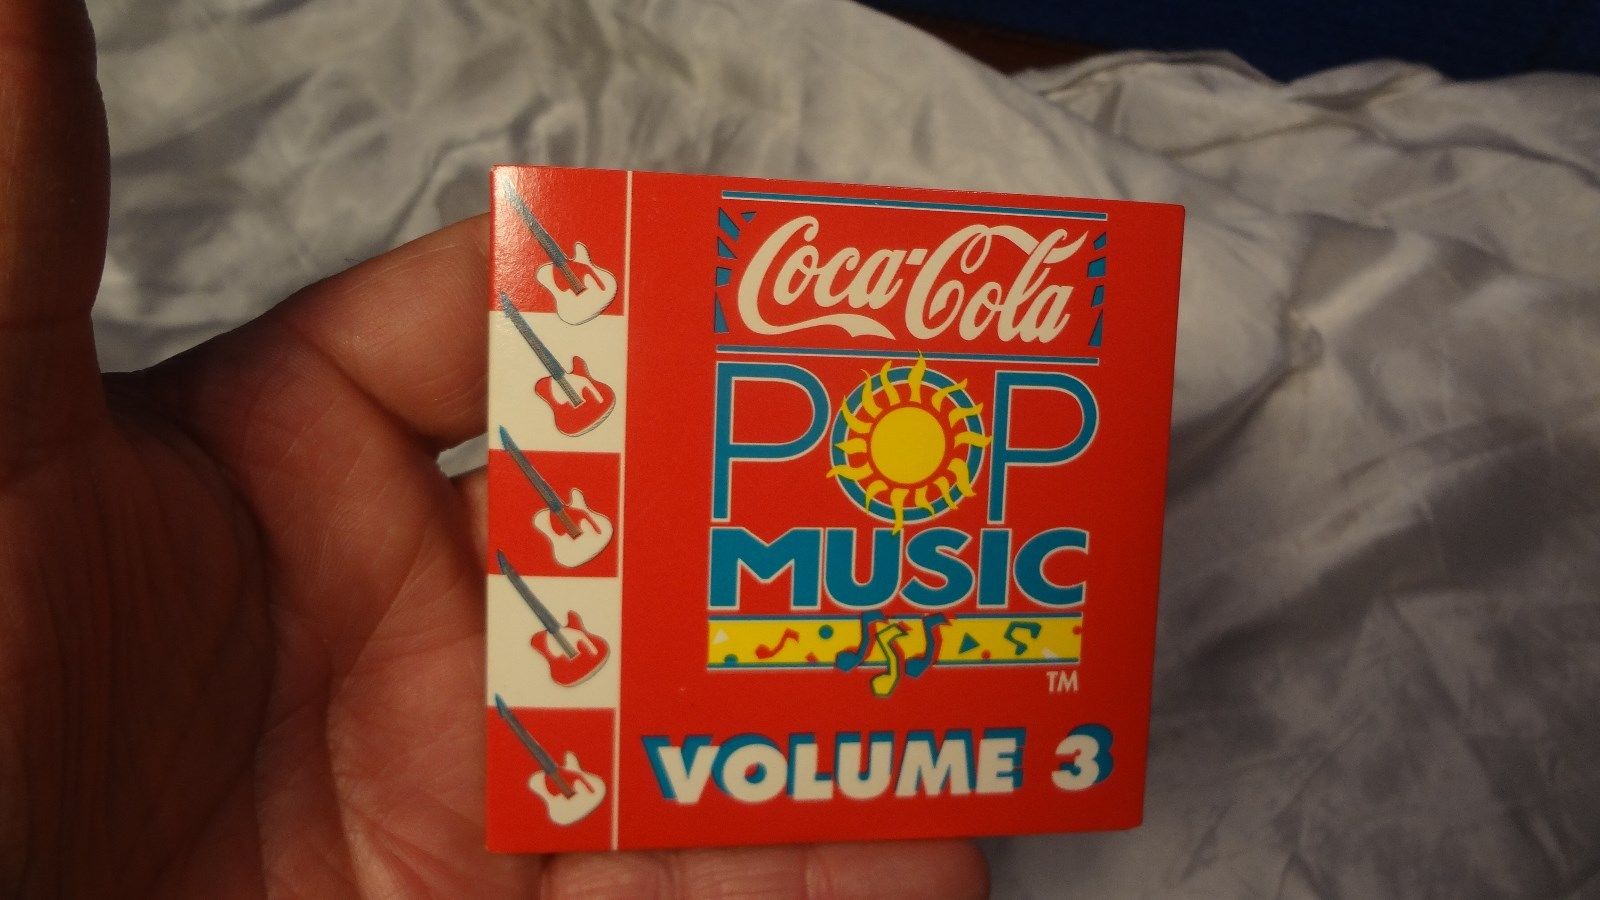 Coca-Cola
POP
MUSIC
TM
VOLUME 3